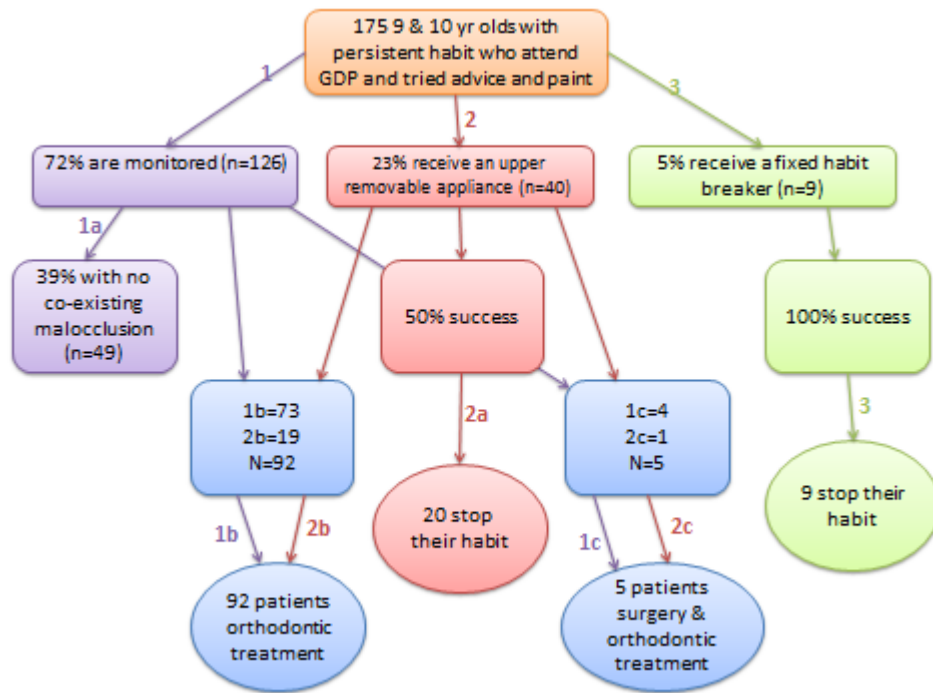 175 9 & 10 yr olds with
persistent habit who attend
GDP and tried advice and paint
1
2
3
72% are monitored (n=126)
23% receive an upper
removable appliance (n=40)
5% receive a fixed habit
breaker (n=9)
1a
39% with no
co-existing
malocclusion
(n=49)
50% success
100% success
1b=73
2b=19
N=92
2a
1c=4
2c=1
N=5
3
1b
2b
20 stop
their habit
1c
2c
9 stop their
habit
92 patients
orthodontic
treatment
5 patients
surgery &
orthodontic
treatment